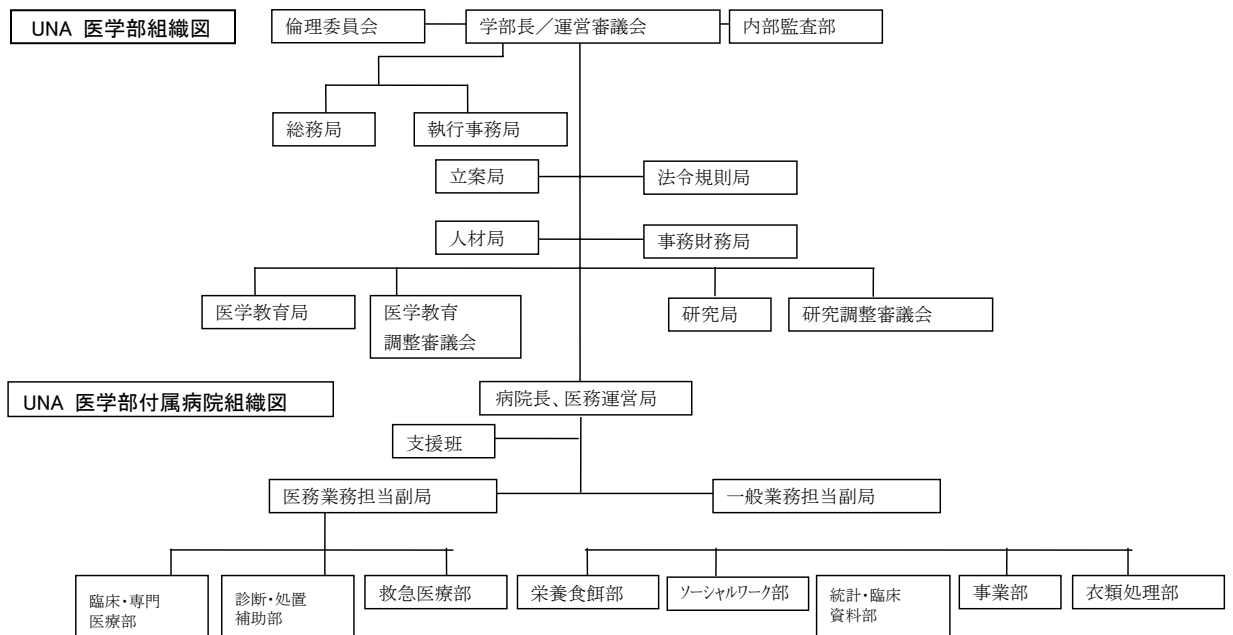 UNA 医学部組織図
倫理委員会
学部長／運営審議会
内部監査部
総務局
執行事務局
立案局
法令規則局
人材局
事務財務局
医学教育局
医学教育
調整審議会
研究局
研究調整審議会
UNA 医学部付属病院組織図
病院長、医務運営局
支援班
医務業務担当副局
一般業務担当副局
臨床・専門
医療部
診断・処置
補助部
救急医療部
栄養食餌部
ｿｰｼｬﾙワーク部
統計・臨床
資料部
事業部
衣類処理部